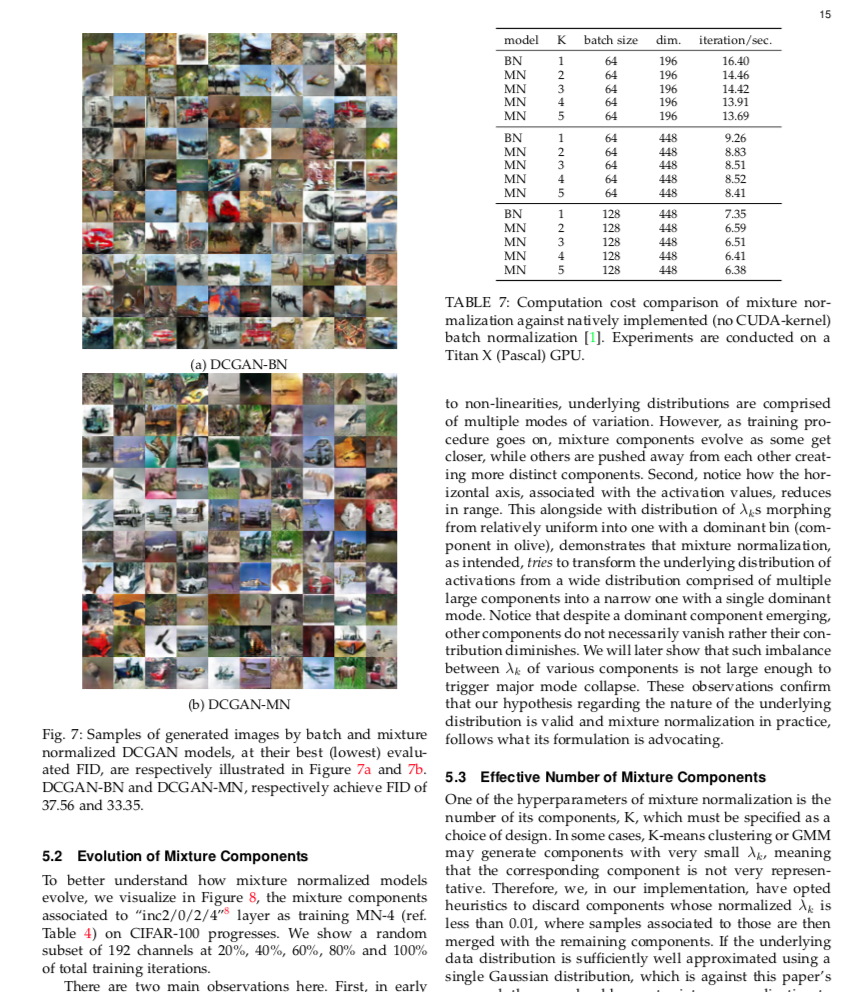 15
(a) DCGAN-BN
(b) DCGAN-MN
Fig. 7: Samples of generated images by batch and mixture
normalized DCGAN models, at their best (lowest) evalu-
ated FID, are respectively illustrated in Figure 7a and 7b.
DCGAN-BN and DCGAN-MN, respectively achieve FID of
37.56 and 33.35.
5.2 Evolution of Mixture Components
To better understand how mixture normalized models
evolve, we visualize in Figure 8, the mixture components
associated to “inc2/0/2/4”8 layer as training MN-4 (ref.
Table 4) on CIFAR-100 progresses. We show a random
subset of 192 channels at 20%, 40%, 60%, 80% and 100%
of total training iterations.
There are two main observations here. First, in early
model K batch size dim. iteration/sec.
BN 1 64 196 16.40
MN 2 64 196 14.46
MN 3 64 196 14.42
MN 4 64 196 13.91
MN 5 64 196 13.69
BN 1 64 448 9.26
MN 2 64 448 8.83
MN 3 64 448 8.51
MN 4 64 448 8.52
MN 5 64 448 8.41
BN 1 128 448 7.35
MN 2 128 448 6.59
MN 3 128 448 6.51
MN 4 128 448 6.41
MN 5 128 448 6.38
TABLE 7: Computation cost comparison of mixture nor-
malization against natively implemented (no CUDA-kernel)
batch normalization [1]. Experiments are conducted on a
Titan X (Pascal) GPU.
to non-linearities, underlying distributions are comprised
of multiple modes of variation. However, as training pro-
cedure goes on, mixture components evolve as some get
closer, while others are pushed away from each other creat-
ing more distinct components. Second, notice how the hor-
izontal axis, associated with the activation values, reduces
in range. This alongside with distribution of λks morphing
from relatively uniform into one with a dominant bin (com-
ponent in olive), demonstrates that mixture normalization,
as intended, tries to transform the underlying distribution of
activations from a wide distribution comprised of multiple
large components into a narrow one with a single dominant
mode. Notice that despite a dominant component emerging,
other components do not necessarily vanish rather their con-
tribution diminishes. We will later show that such imbalance
between λk of various components is not large enough to
trigger major mode collapse. These observations confirm
that our hypothesis regarding the nature of the underlying
distribution is valid and mixture normalization in practice,
follows what its formulation is advocating.
5.3 Effective Number of Mixture Components
One of the hyperparameters of mixture normalization is the
number of its components, K, which must be specified as a
choice of design. In some cases, K-means clustering or GMM
may generate components with very small λk, meaning
that the corresponding component is not very represen-
tative. Therefore, we, in our implementation, have opted
heuristics to discard components whose normalized λk is
less than 0.01, where samples associated to those are then
merged with the remaining components. If the underlying
data distribution is sufficiently well approximated using a
single Gaussian distribution, which is against this paper’s